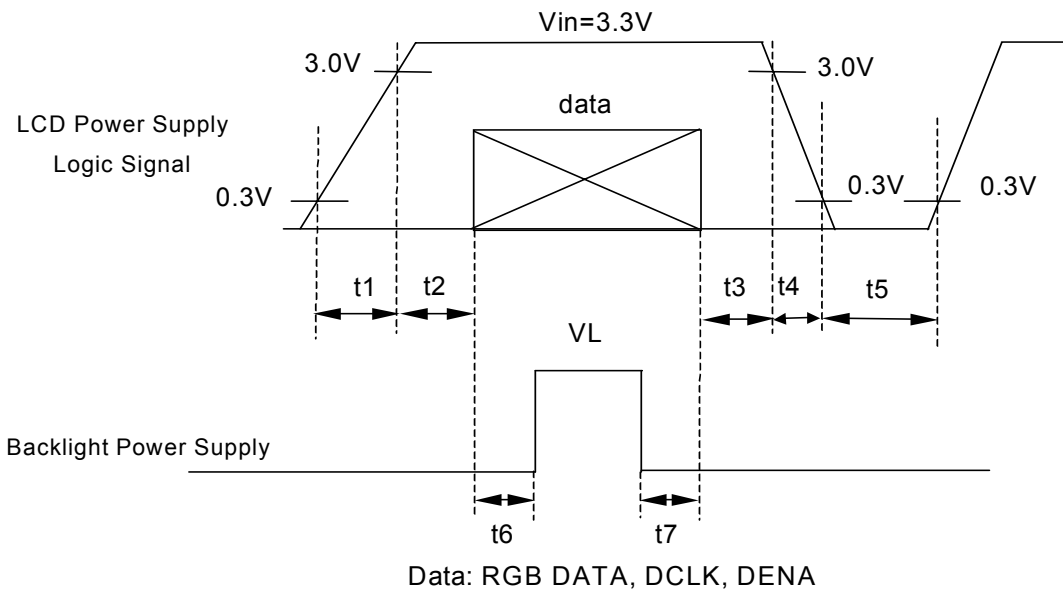 Vin=3.3V
3.0V
3.0V
data
LCD Power Supply
Logic Signal
0.3V
0.3V
0.3V
t1
t2
t3
t4
t5
VL
Backlight Power Supply
t6
t7
Data: RGB DATA, DCLK, DENA